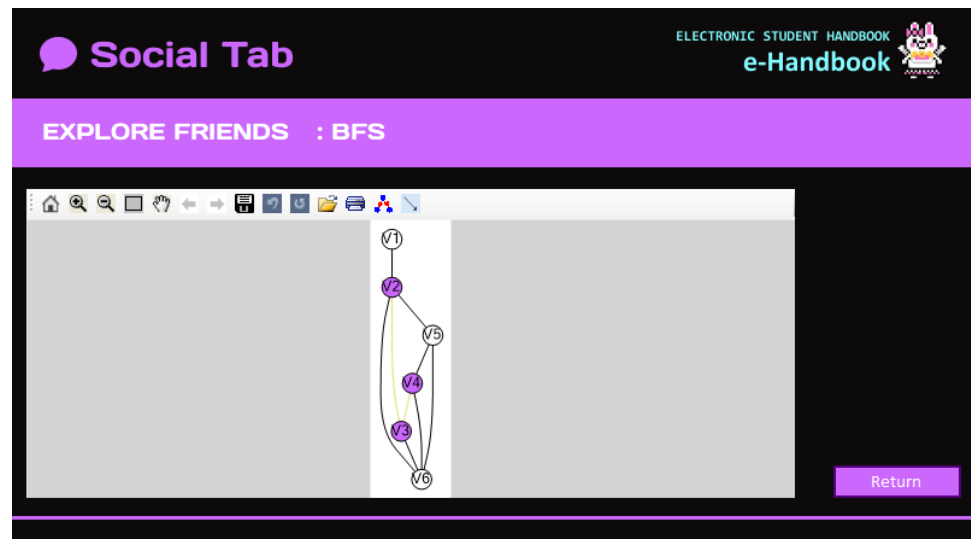 Social Tab
ELECTRONIC STUDENT HANDBOOK
e-Handbook
EXPLORE FRIENDS : BFS
V1
V2
V5
V4
V3
V6
Return